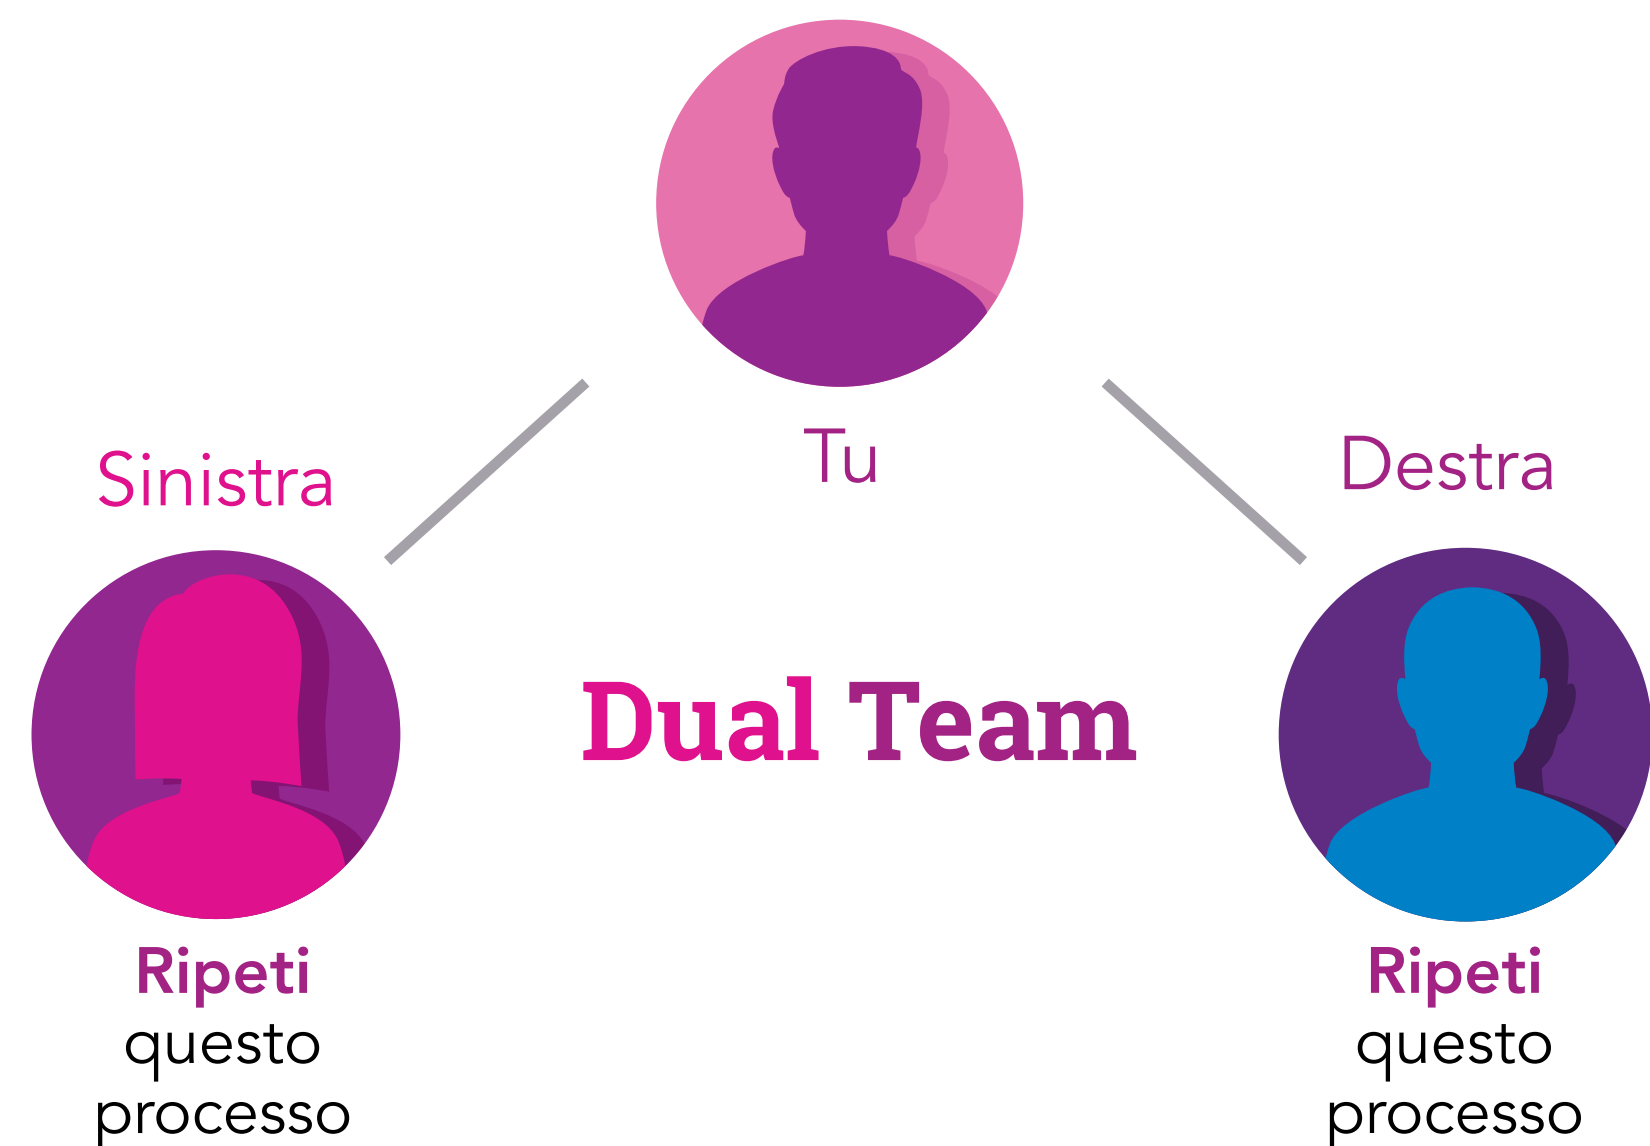 Tu
Sinistra
Destra
Dual Team
Ripeti
questo
processo
Ripeti
questo
processo